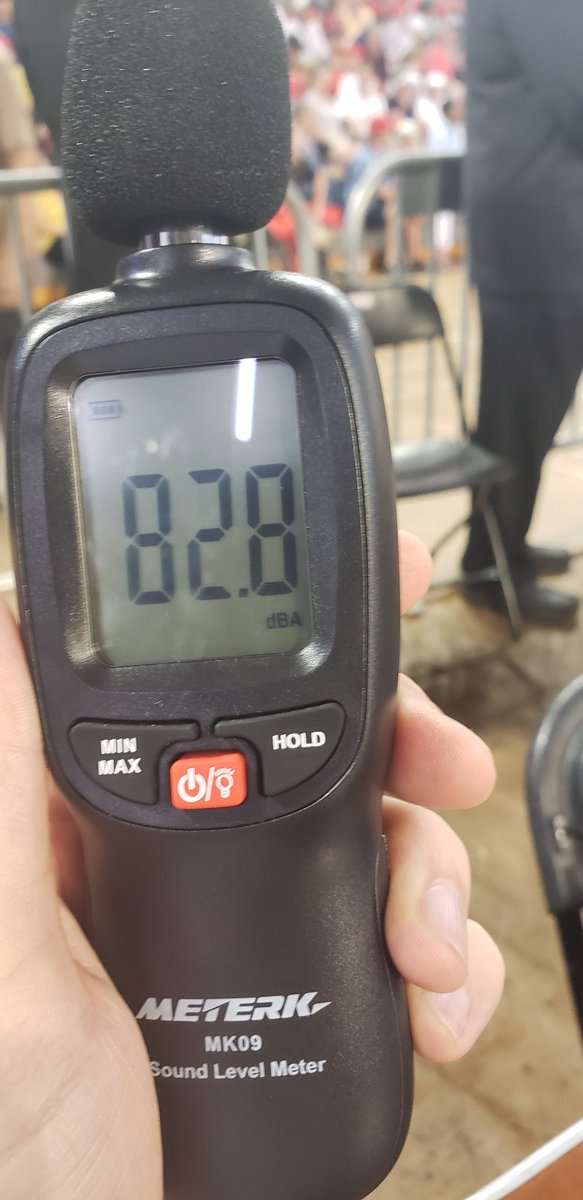 82.8
dBA
MIN
MAX
HOLD
METERK
MK09
Sound Level Meter